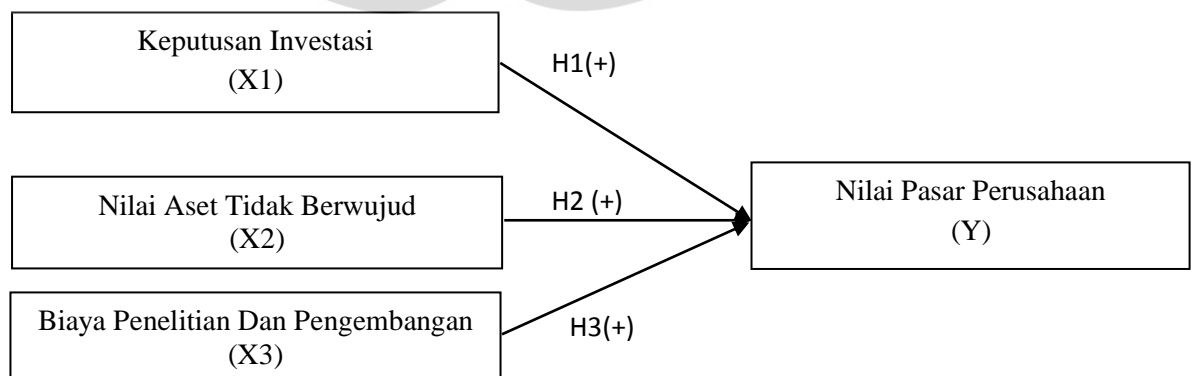 Keputusan Investasi
(X1)
H1(+)
Nilai Aset Tidak Berwujud
(X2)
H2 (+)
Nilai Pasar Perusahaan
(Y)
Biaya Penelitian Dan Pengembangan
(X3)
H3(+)